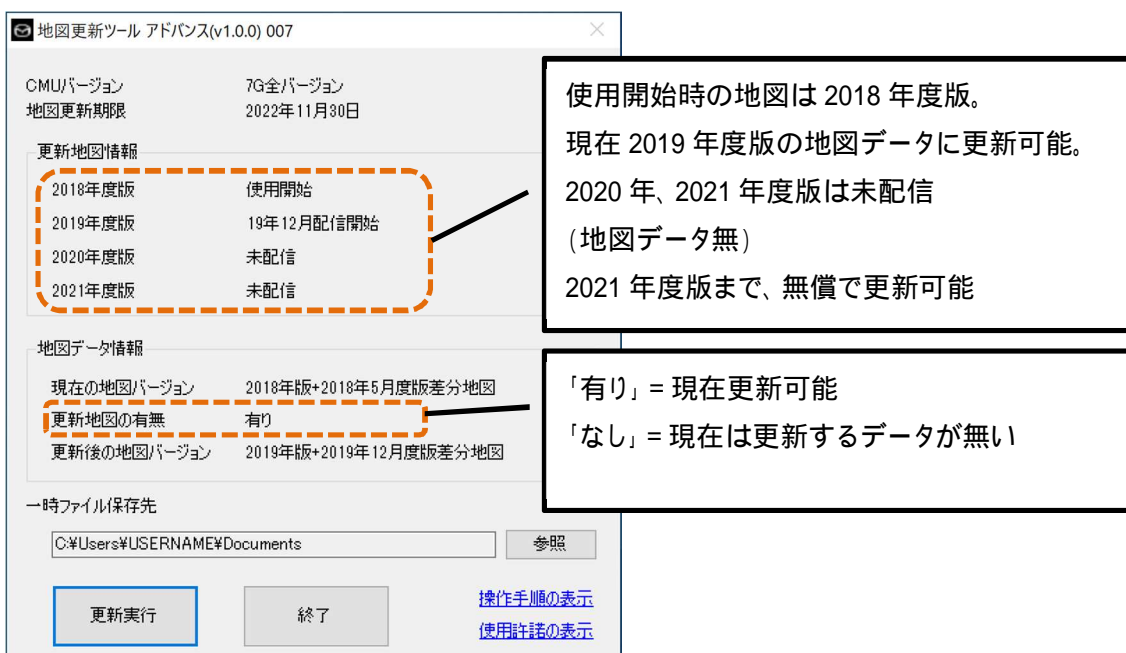 地図更新ツール アドバンス(v1.0.0) 007
CMUバージョン 7G全バージョン
地図更新期限 2022年11月30日
更新地図情報
2018年度版 使用開始
2019年度版 19年12月配信開始
2020年度版 未配信
2021年度版 未配信
使用開始時の地図は 2018 年度版。
現在 2019 年度版の地図データに更新可能。
2020 年、2021 年度版は未配信
(地図データ無)
2021 年度版まで、無償で更新可能
地図データ情報
現在の地図バージョン 2018年版+2018年5月度版差分地図
更新地図の有無 有り
更新後の地図バージョン 2019年版+2019年12月度版差分地図
「有り」 = 現在更新可能
「なし」 = 現在は更新するデータが無い
一時ファイル保存先
C:¥Users¥USERNAME¥Documents 参照
更新実行 終了 操作手順の表示
使用許諾の表示